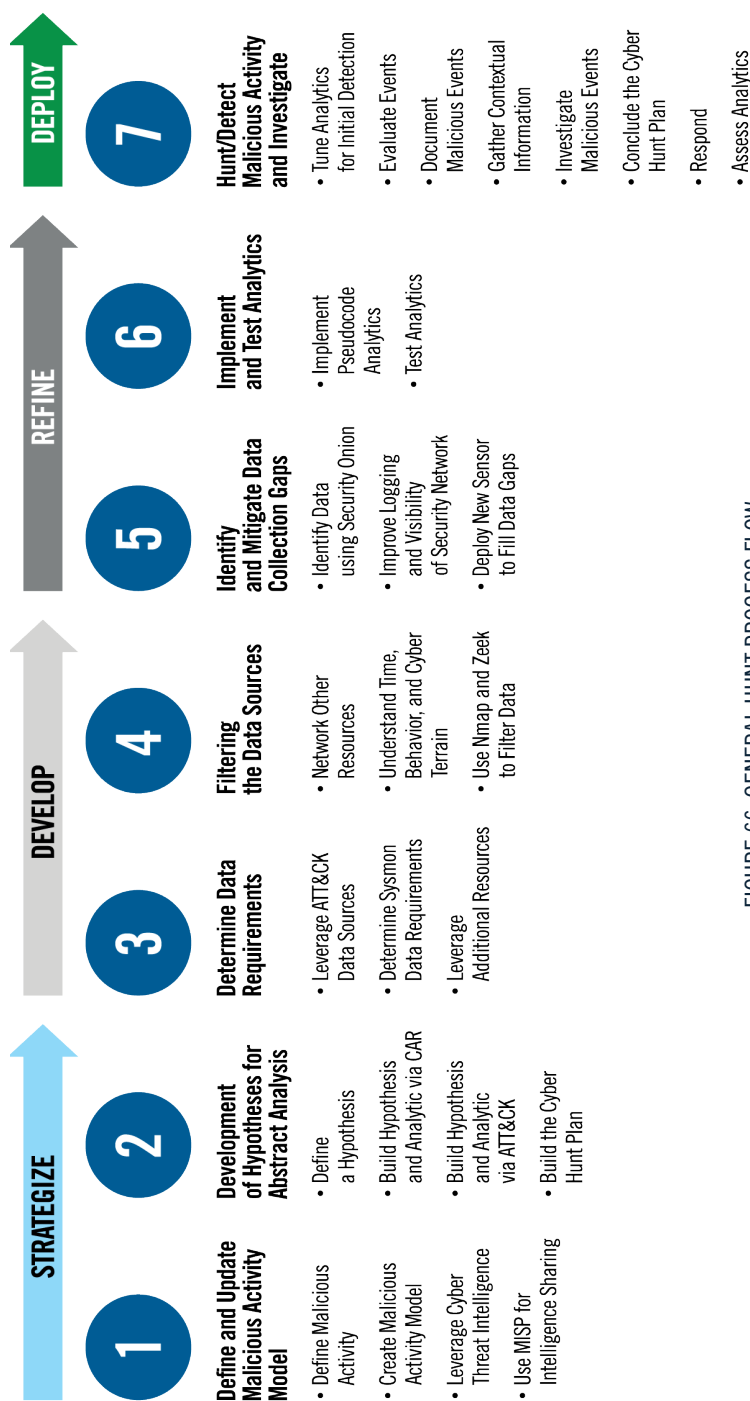 STRATEGIZE
DEVELOP
REFINE
DEPLOY
1
Define and Update
Malicious Activity
Model
• Define Malicious
Activity
• Create Malicious
Activity Model
• Leverage Cyber
Threat Intelligence
• Use MISP for
Intelligence Sharing
2
Development
of Hypotheses for
Abstract Analysis
• Define
a Hypothesis
• Build Hypothesis
and Analytic via CAR
• Build Hypothesis
and Analytic
via ATT&CK
• Build the Cyber
Hunt Plan
3
Determine Data
Requirements
• Leverage ATT&CK
Data Sources
• Determine Sysmon
Data Requirements
• Leverage
Additional Resources
4
Filtering
the Data Sources
• Network Other
Resources
• Understand Time,
Behavior, and Cyber
Terrain
• Use Nmap and Zeek
to Filter Data
5
Identify
and Mitigate Data
Collection Gaps
• Identify Data
using Security Onion
• Improve Logging
and Visibility
of Security Network
• Deploy New Sensor
to Fill Data Gaps
6
Implement
and Test Analytics
• Implement
Pseudocode
Analytics
• Test Analytics
7
Hunt/Detect
Malicious Activity
and Investigate
• Tune Analytics
for Initial Detection
• Evaluate Events
• Document
Malicious Events
• Gather Contextual
Information
• Investigate
Malicious Events
• Conclude the Cyber
Hunt Plan
• Respond
• Assess Analytics
GENERAL HUNT PROCESS FLOW